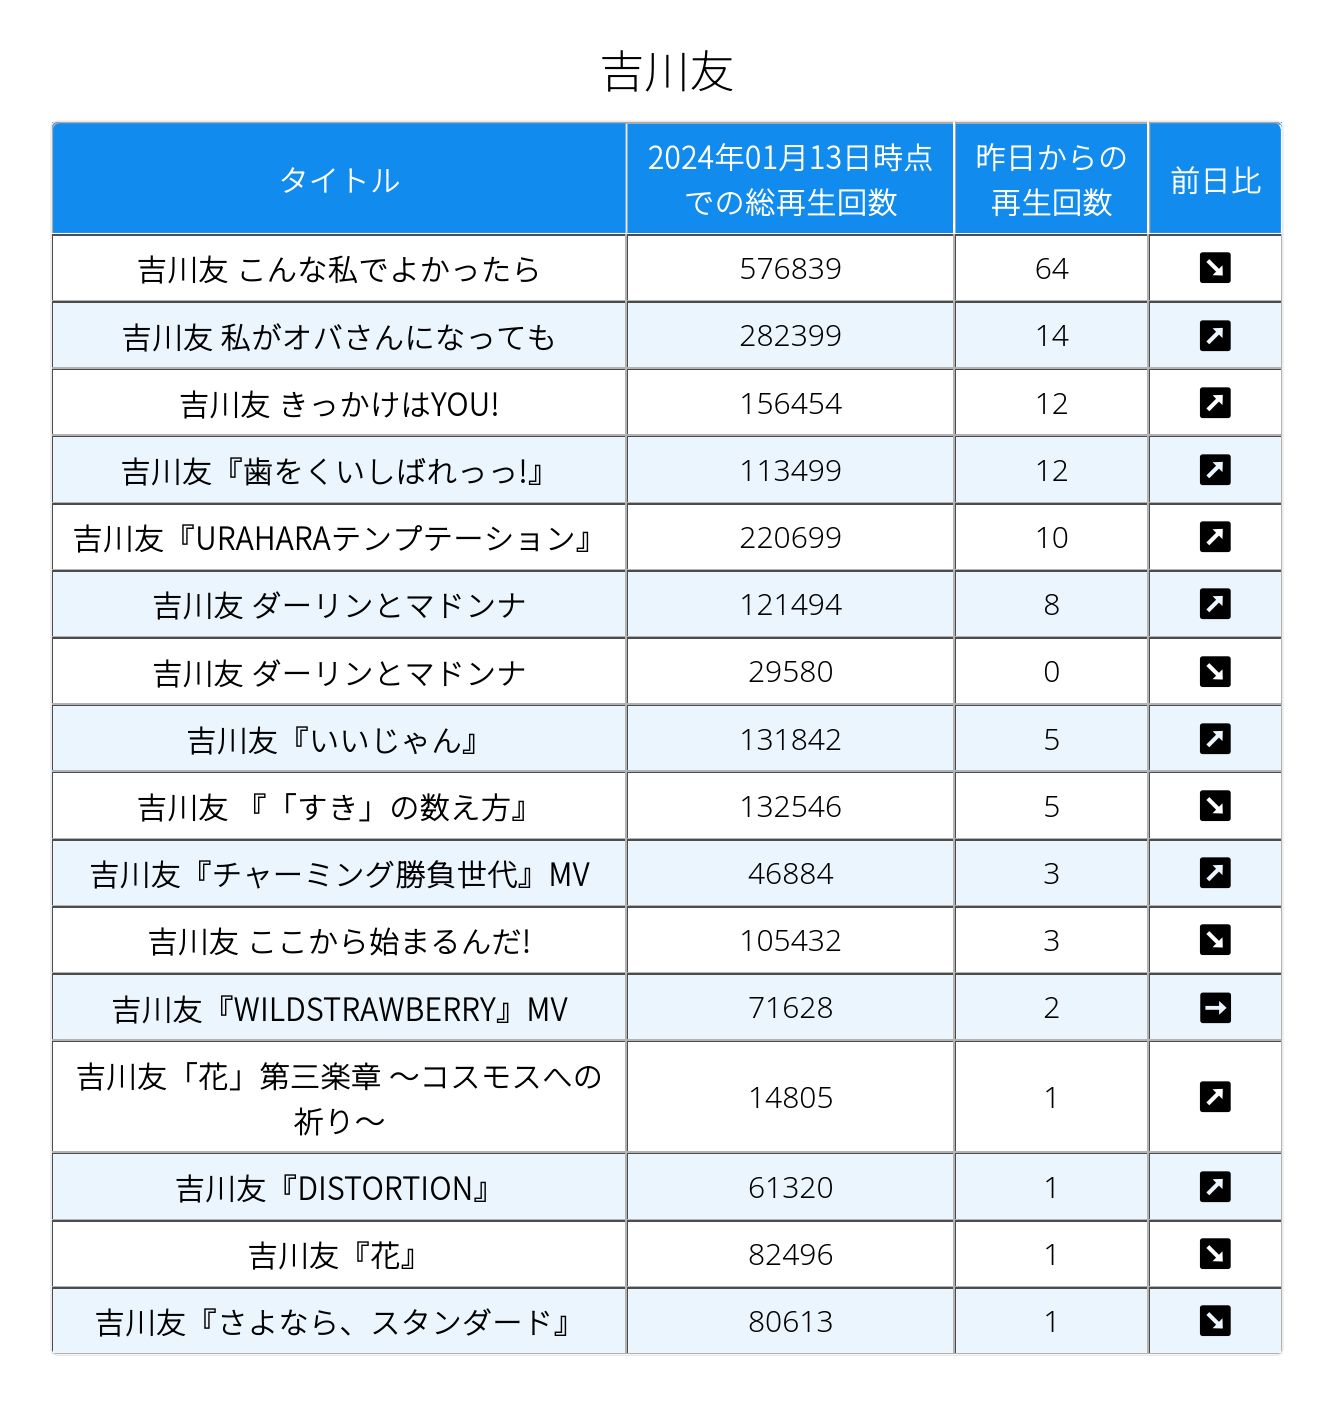 吉川友
タイトル
2024年01月13日時点
での総再生回数
昨日からの
再生回数
前日比
吉川友 こんな私でよかったら 576839 64 ↘
吉川友 私がオバさんになっても 282399 14 ↗
吉川友 きっかけはYOU! 156454 12 ↗
吉川友『歯をくいしばれっっ!』 113499 12 ↗
吉川友『URAHARAテンプテーション』 220699 10 ↗
吉川友 ダーリンとマドンナ 121494 8 ↗
吉川友 ダーリンとマドンナ 29580 0 ↘
吉川友『いいじゃん』 131842 5 ↗
吉川友 『「すき」の数え方』 132546 5 ↘
吉川友『チャーミング勝負世代』MV 46884 3 ↗
吉川友 ここから始まるんだ! 105432 3 ↘
吉川友『WILDSTRAWBERRY』MV 71628 2 →
吉川友「花」第三楽章 〜コスモスへの
祈り〜 14805 1 ↗
吉川友『DISTORTION』 61320 1 ↗
吉川友『花』 82496 1 ↘
吉川友『さよなら、スタンダード』 80613 1 ↘